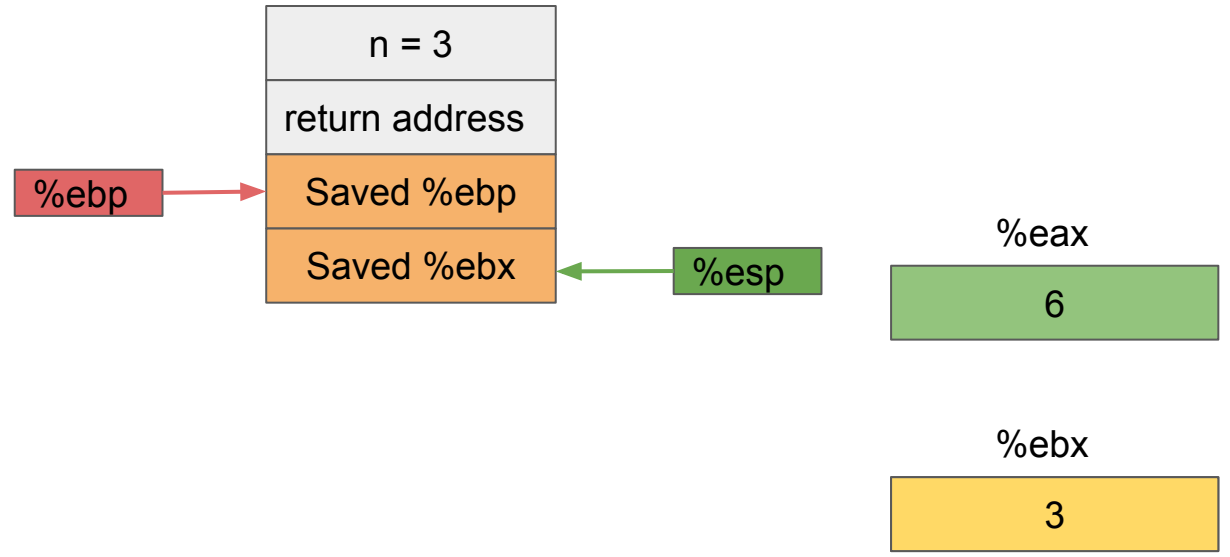 n = 3
return address
%ebp
Saved %ebp
Saved %ebx
%esp
%eax
6
%ebx
3